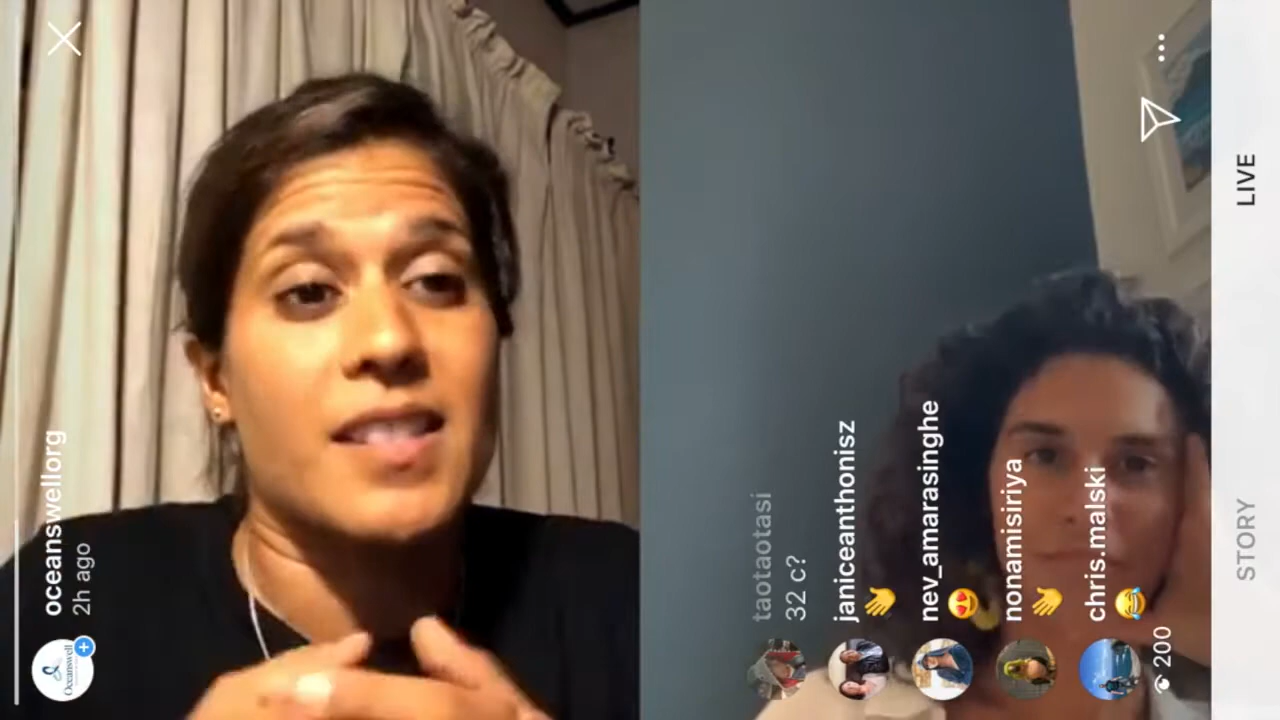 oceanswellorg
2h ago
Oceanswell
taotaotasi
32 c?
janiceanthonisz
nev_amarasinghe
nonamisiriya
chris.malski
200
STORY
LIVE